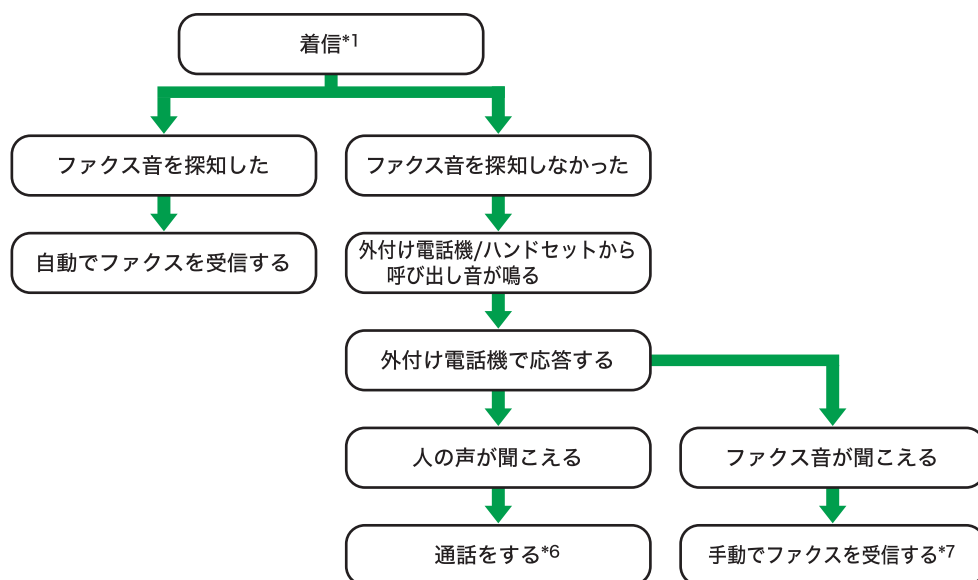 着信*1
ファクス音を探知した
ファクス音を探知しなかった
自動でファクスを受信する
外付け電話機/ハンドセットから
呼び出し音が鳴る
外付け電話機で応答する
人の声が聞こえる
ファクス音が聞こえる
通話をする*6
手動でファクスを受信する*7